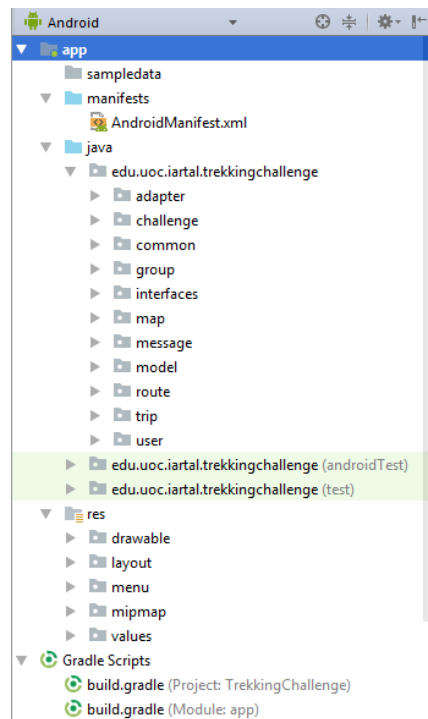 Android
app
sampledata
manifests
AndroidManifest.xml
java
edu.uoc.iartal.trekkingchallenge
adapter
challenge
common
group
interfaces
map
message
model
route
trip
user
edu.uoc.iartal.trekkingchallenge (androidTest)
edu.uoc.iartal.trekkingchallenge (test)
res
drawable
layout
menu
mipmap
values
Gradle Scripts
build.gradle (Project: TrekkingChallenge)
build.gradle (Module: app)